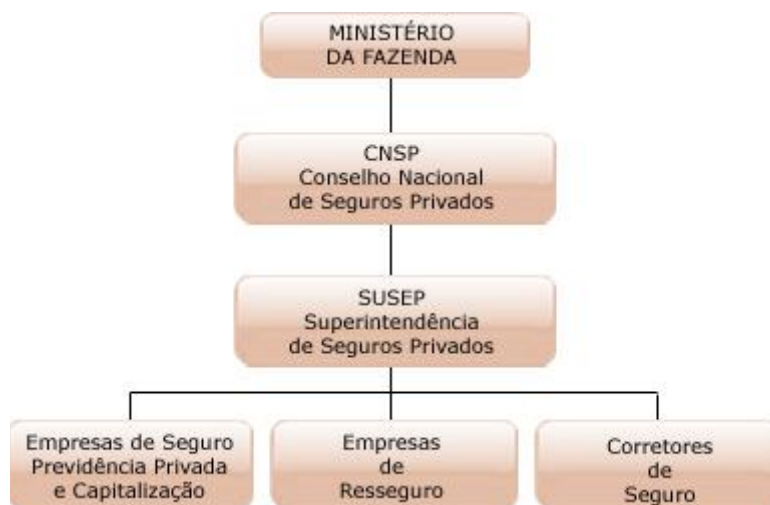 MINISTÉRIO
DA FAZENDA
CNSP
Conselho Nacional
de Seguros Privados
SUSEP
Superintendência
de Seguros Privados
Empresas de Seguro
Previdência Privada
e Capitalização
Empresas
de
Resseguro
Corretores
de
Seguro